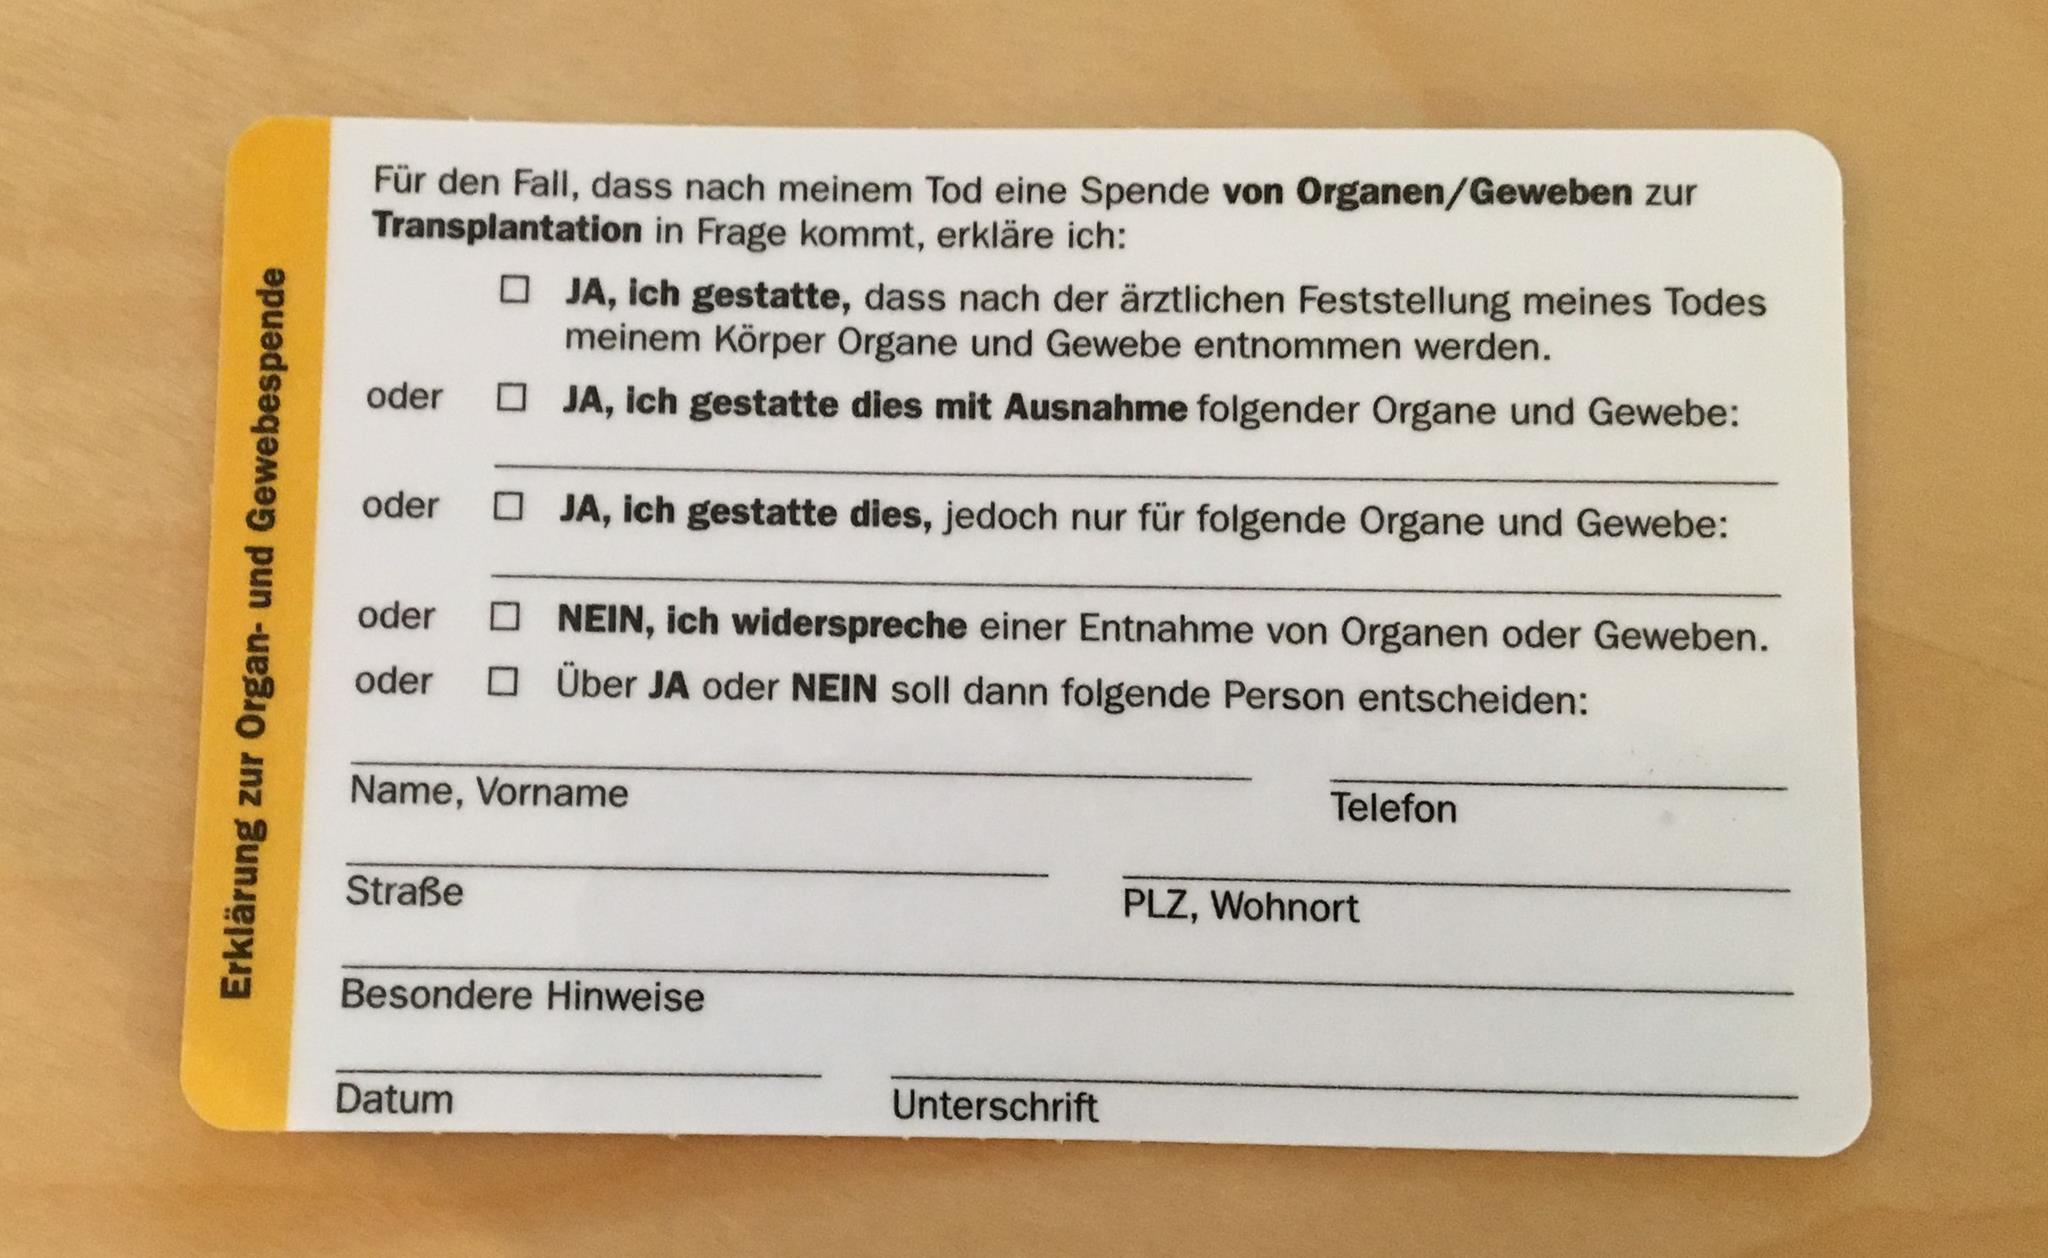 Erklärung zur Organ- und Gewebespende
Für den Fall, dass nach meinem Tod eine Spende von Organen/Geweben zur
Transplantation in Frage kommt, erkläre ich:
☐ JA, ich gestatte, dass nach der ärztlichen Feststellung meines Todes
meinem Körper Organe und Gewebe entnommen werden.
oder ☐ JA, ich gestatte dies mit Ausnahme folgender Organe und Gewebe:
oder ☐ JA, ich gestatte dies, jedoch nur für folgende Organe und Gewebe:
oder ☐ NEIN, ich widerspreche einer Entnahme von Organen oder Geweben.
oder ☐ Über JA oder NEIN soll dann folgende Person entscheiden:
Name, Vorname Telefon
Straße PLZ, Wohnort
Besondere Hinweise
Datum Unterschrift